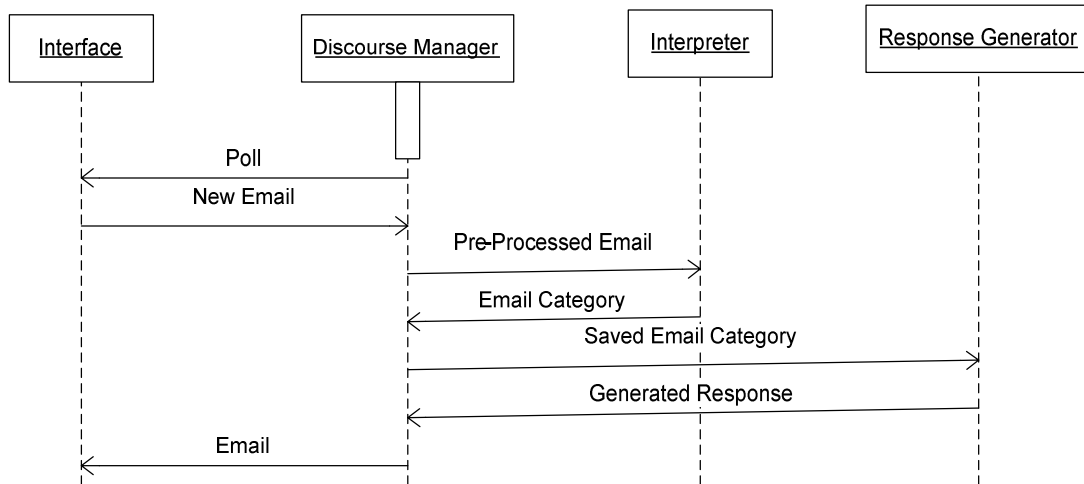 Interface
Discourse Manager
Interpreter
Response Generator
Poll
New Email
Pre-Processed Email
Email Category
Saved Email Category
Generated Response
Email